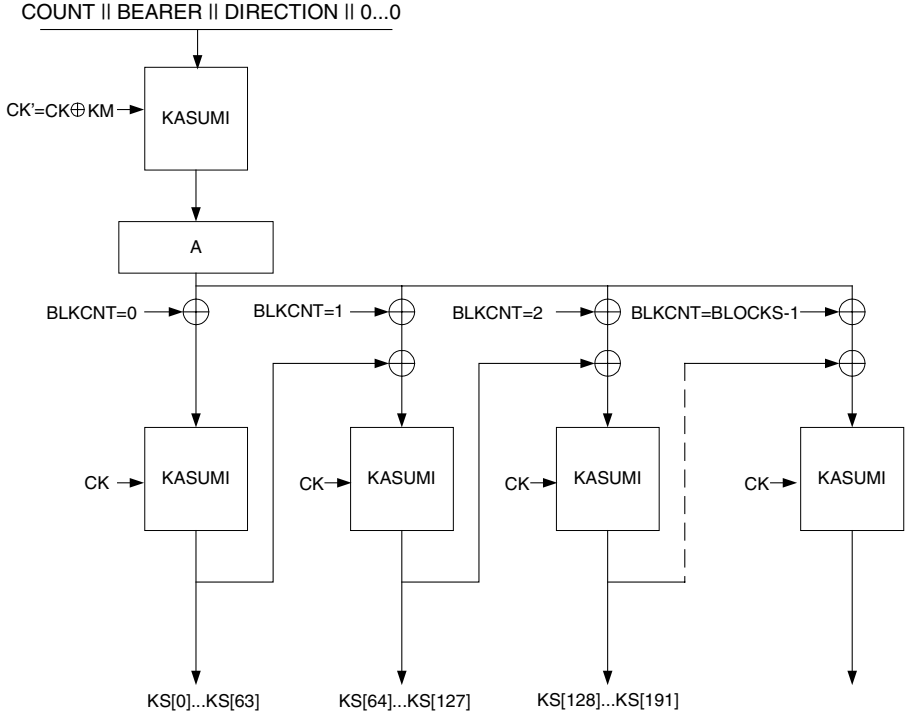 COUNT || BEARER || DIRECTION || 0...0
CK'=CK⊕KM
KASUMI
A
BLKCNT=0
BLKCNT=1
BLKCNT=2
BLKCNT=BLOCKS-1
CK
KASUMI
CK
KASUMI
CK
KASUMI
CK
KASUMI
KS[0]...KS[63]
KS[64]...KS[127]
KS[128]...KS[191]